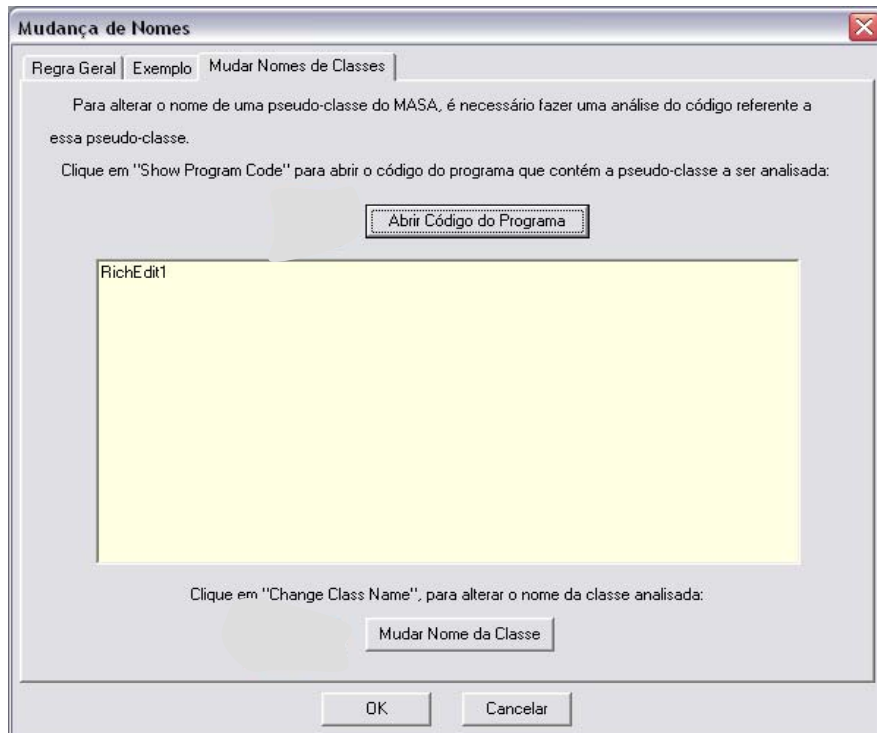 Mudança de Nomes
Regra Geral Exemplo Mudar Nomes de Classes
Para alterar o nome de uma pseudo-classe do MASA, é necessário fazer uma análise do código referente a
essa pseudo-classe.
Clique em "Show Program Code" para abrir o código do programa que contém a pseudo-classe a ser analisada:
Abrir Código do Programa
RichEdit1
Clique em "Change Class Name", para alterar o nome da classe analisada:
Mudar Nome da Classe
OK Cancelar